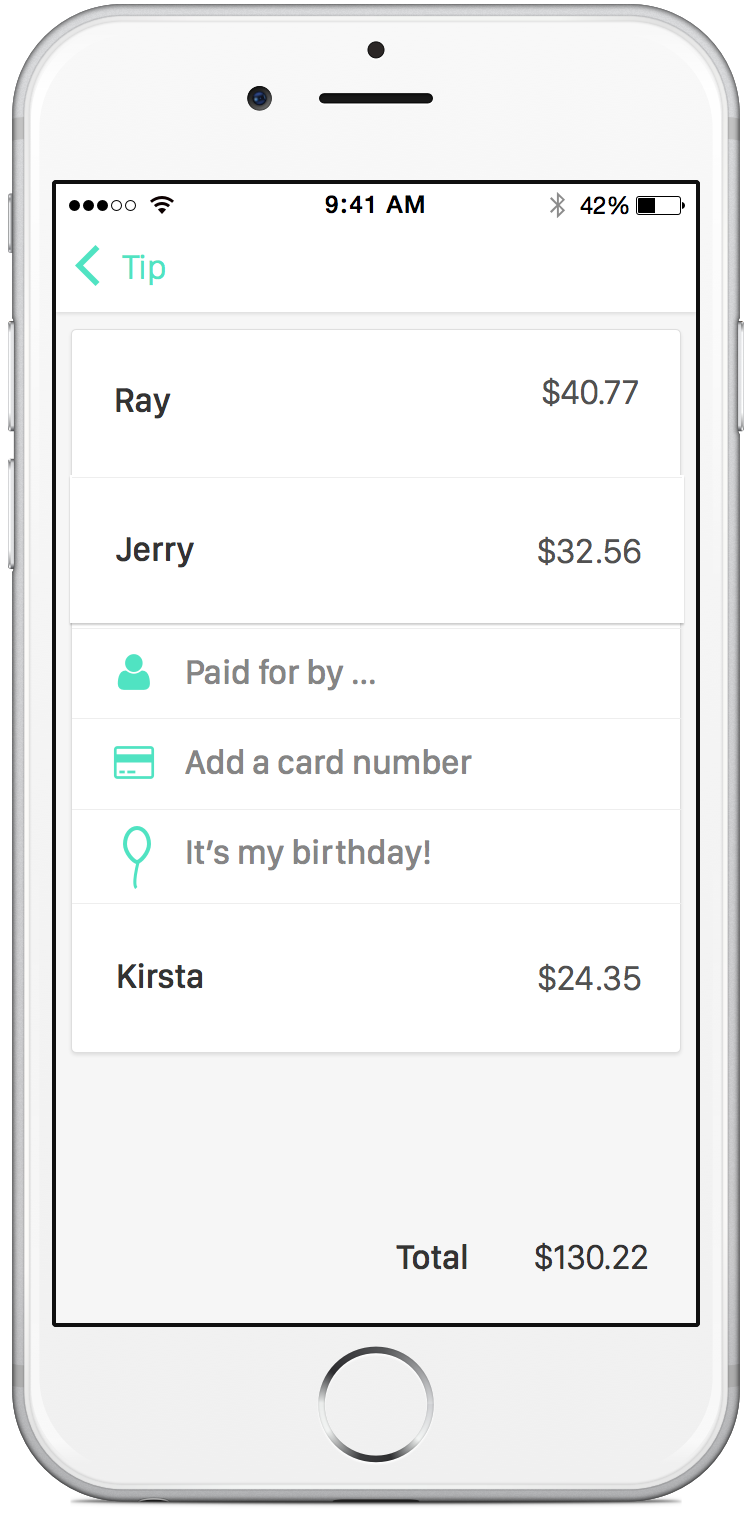 9:41 AM 42%
Tip
Ray $40.77
Jerry $32.56
Paid for by ...
Add a card number
It’s my birthday!
Kirsta $24.35
Total $130.22